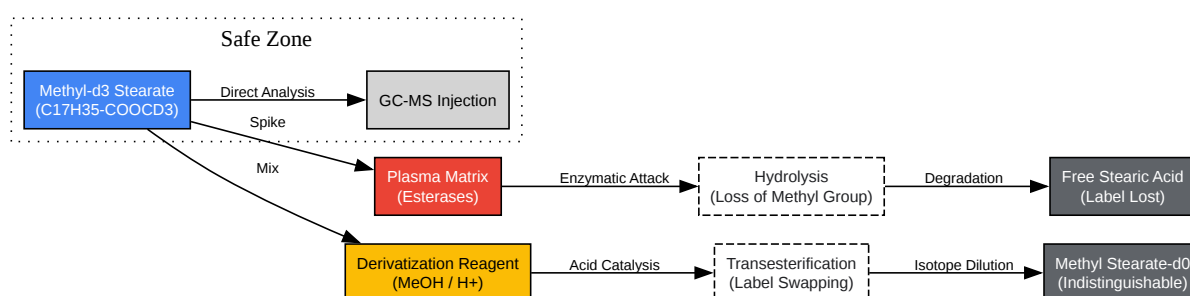 Safe Zone
Methyl-d3 Stearate
(C17H35-COOCD3)
Direct Analysis
GC-MS Injection
Spike
Mix
Plasma Matrix
(Esterases)
Enzymatic Attack
Hydrolysis
(Loss of Methyl Group)
Degradation
Free Stearic Acid
(Label Lost)
Derivatization Reagent
(MeOH / H+)
Acid Catalysis
Transesterification
(Label Swapping)
Isotope Dilution
Methyl Stearate-d0
(Indistinguishable)